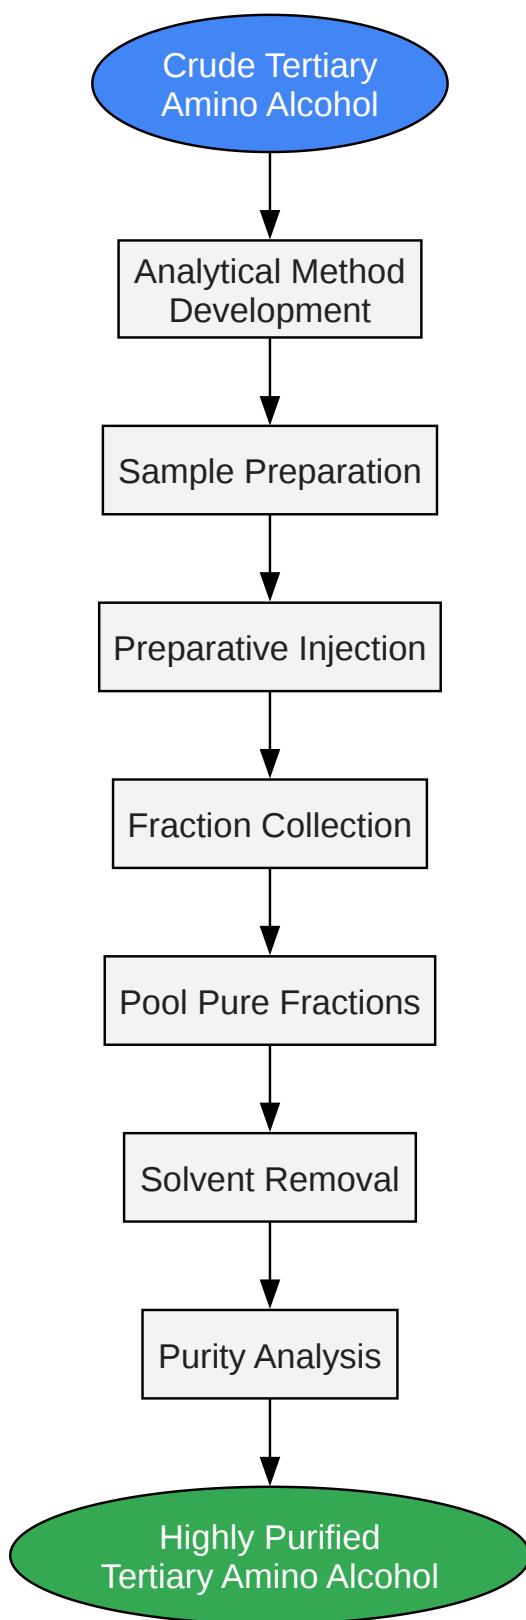 Crude Tertiary
Amino Alcohol
Analytical Method
Development
Sample Preparation
Preparative Injection
Fraction Collection
Pool Pure Fractions
Solvent Removal
Purity Analysis
Highly Purified
Tertiary Amino Alcohol